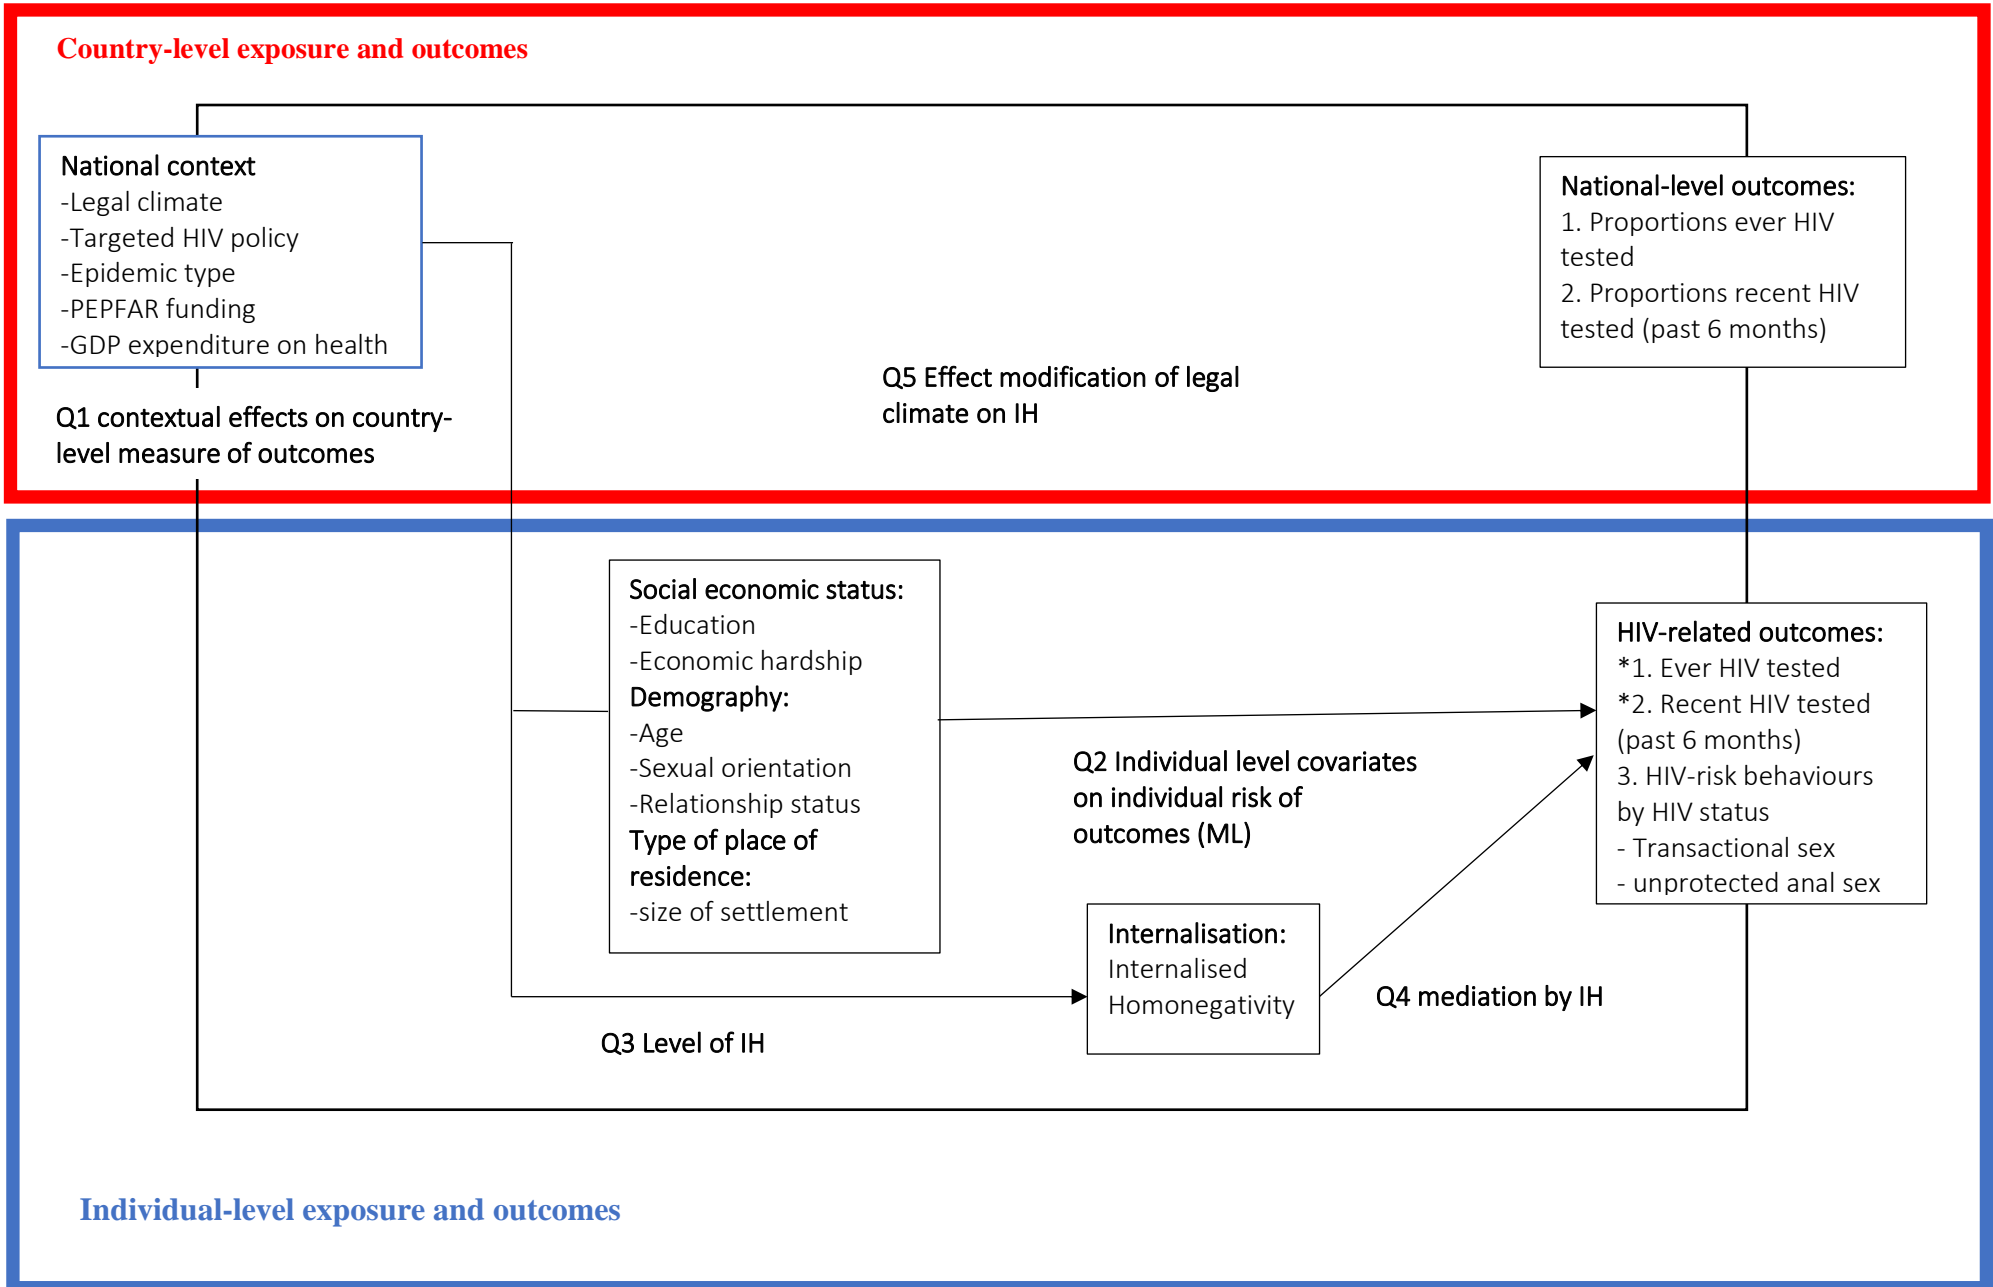 Country-level exposure and outcomes
National context
-Legal climate
-Targeted HIV policy
-Epidemic type
-PEPFAR funding
-GDP expenditure on health
National-level outcomes:
1. Proportions ever HIV
tested
2. Proportions recent HIV
tested (past 6 months)
Q5 Effect modification of legal
climate on IH
Q1 contextual effects on country-
level measure of outcomes
Social economic status:
-Education
-Economic hardship
Demography:
-Age
-Sexual orientation
-Relationship status
Type of place of
residence:
-size of settlement
HIV-related outcomes:
*1. Ever HIV tested
*2. Recent HIV tested
(past 6 months)
3. HIV-risk behaviours
by HIV status
- Transactional sex
- unprotected anal sex
Q2 Individual level covariates
on individual risk of
outcomes (ML)
Internalisation:
Internalised
Homonegativity
Q4 mediation by IH
Q3 Level of IH
Individual-level exposure and outcomes